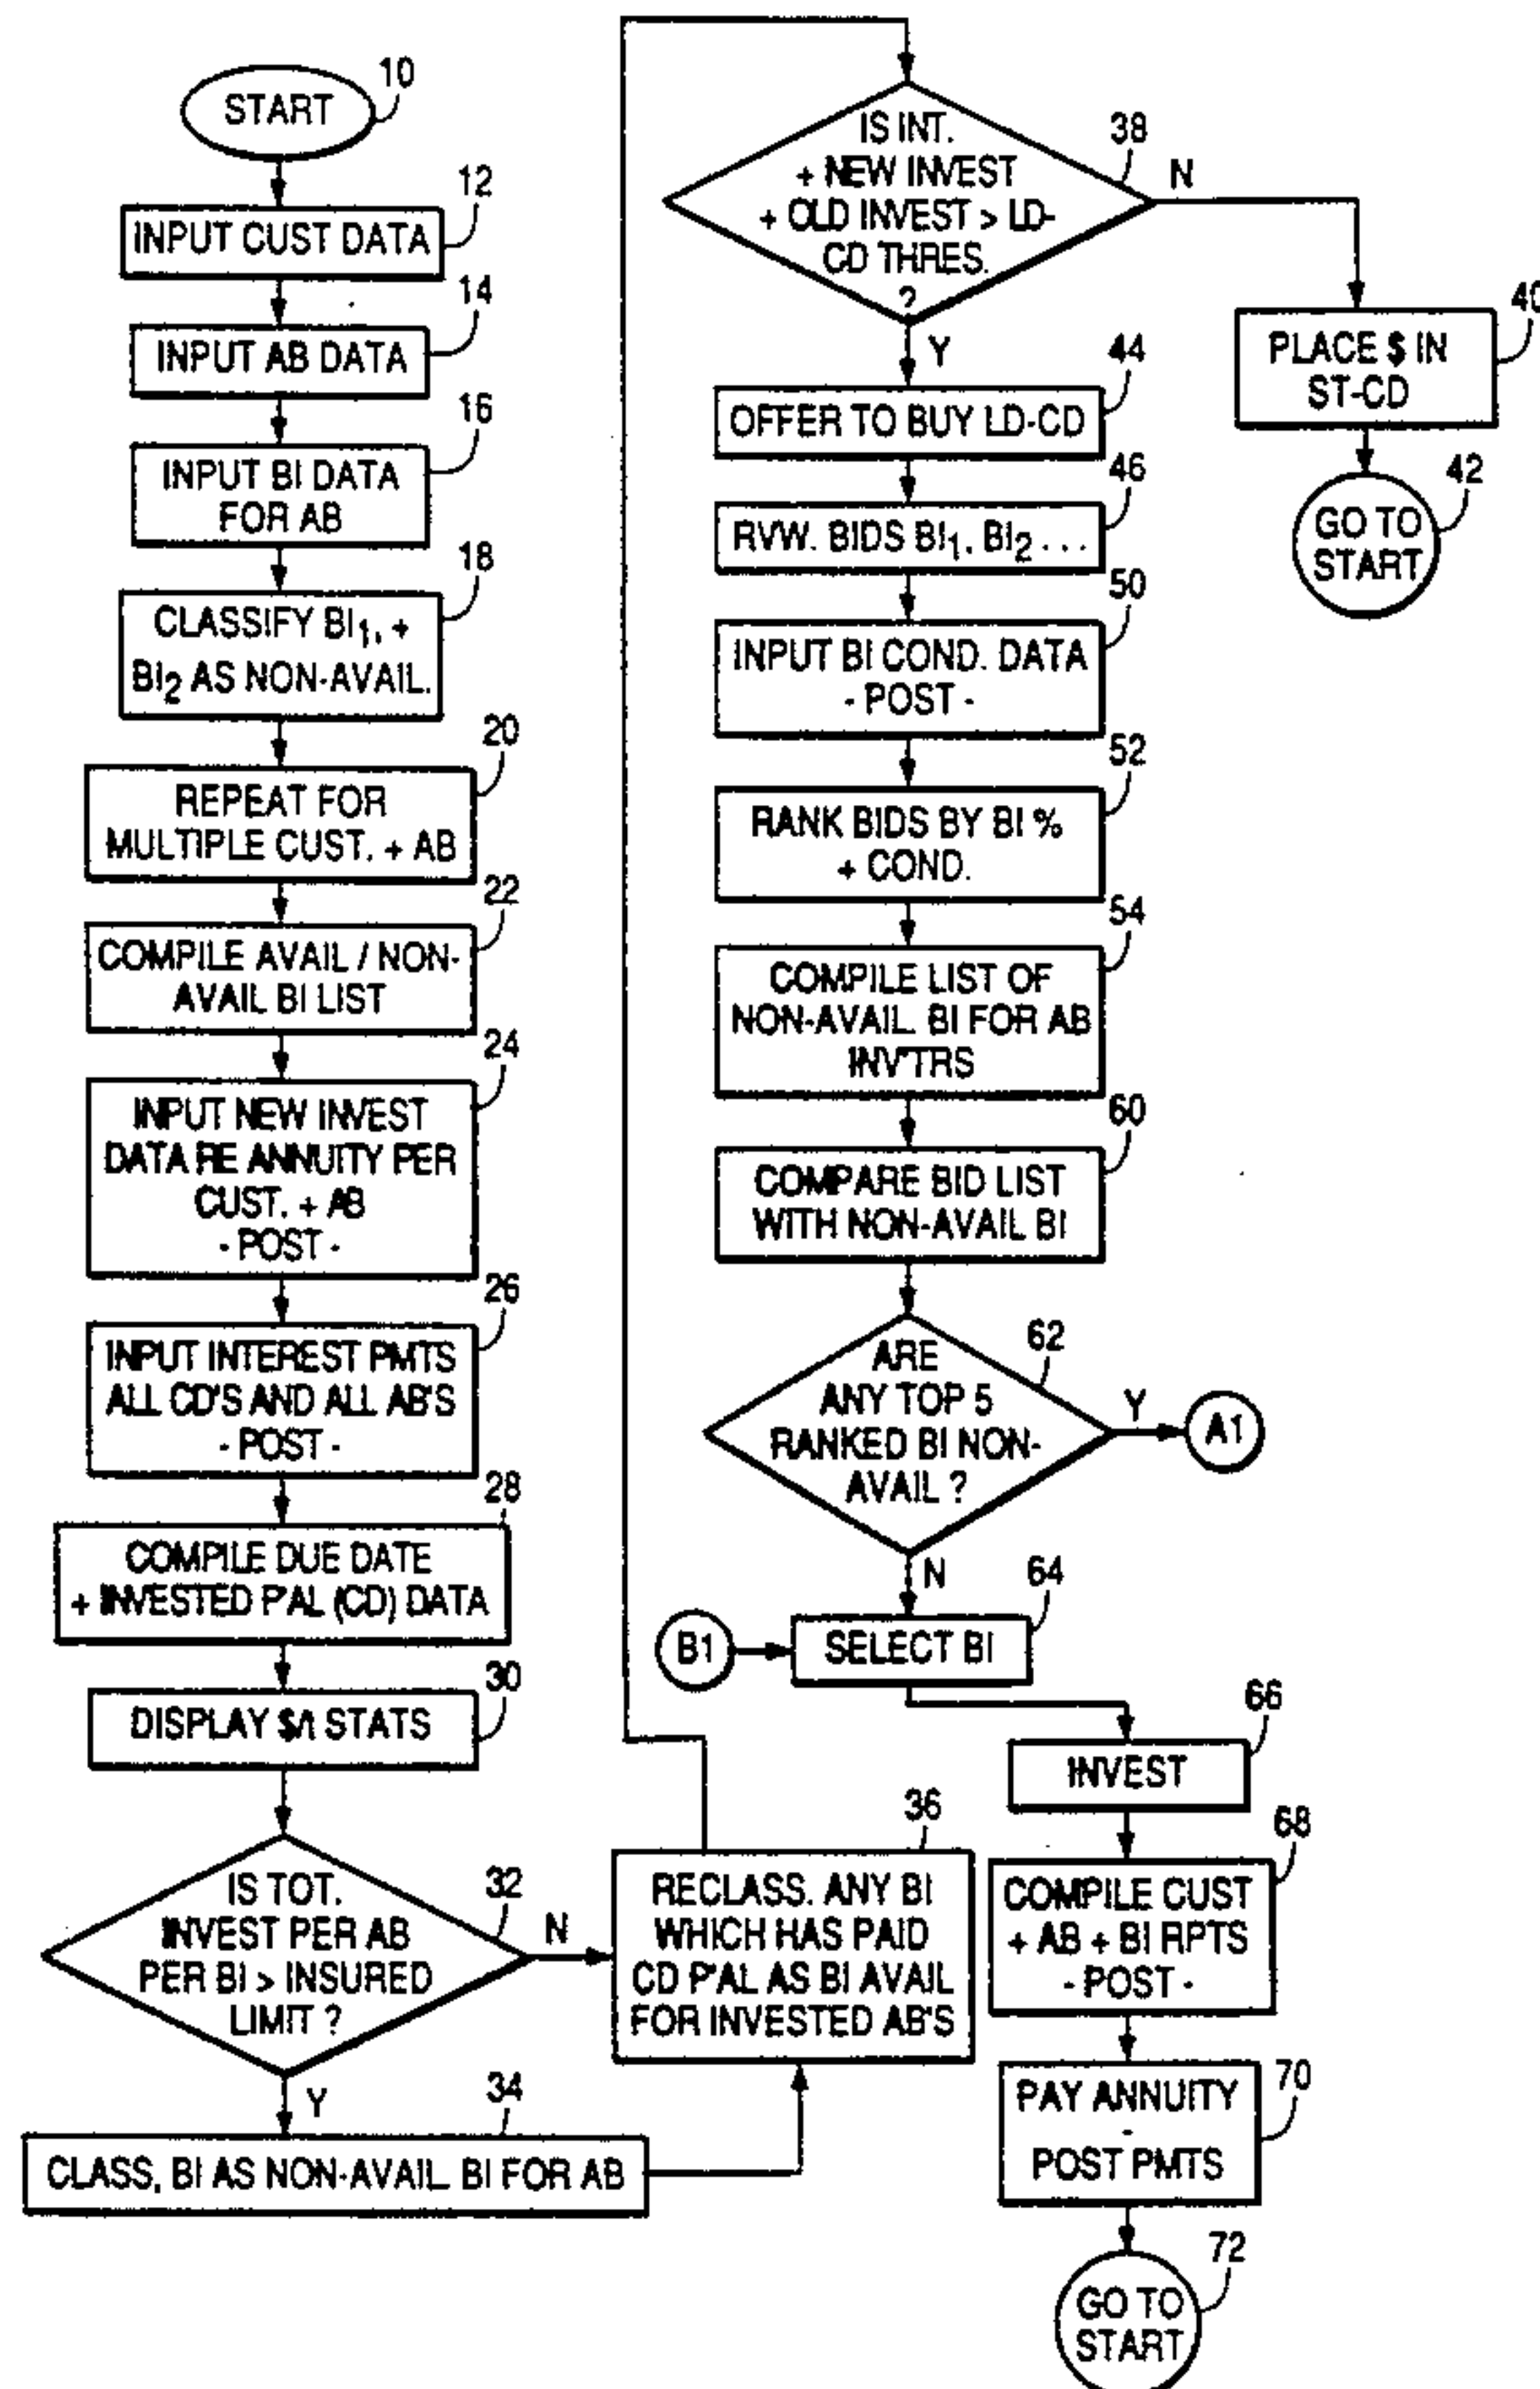 START
10
INPUT CUST DATA
12
INPUT AB DATA
14
INPUT BI DATA
FOR AB
16
CLASSIFY BI1, +
BI2 AS NON-AVAIL.
18
REPEAT FOR
MULTIPLE CUST. + AB
20
COMPILE AVAIL / NON-
AVAIL BI LIST
22
INPUT NEW INVEST
DATA RE ANNUITY PER
CUST. + AB
- POST -
24
INPUT INTEREST PMTS
ALL CD'S AND ALL AB'S
- POST -
26
COMPILE DUE DATE
+ INVESTED P'AL (CD) DATA
28
DISPLAY $/I STATS
30
IS TOT.
INVEST PER AB
PER BI > INSURED
LIMIT ?
32
N
Y
34
CLASS, BI AS NON-AVAIL BI FOR AB
36
RECLASS. ANY BI
WHICH HAS PAID
CD P'AL AS BI AVAIL
FOR INVESTED AB'S
IS INT.
+ NEW INVEST
+ OLD INVEST > LD-
CD THRES.
?
38
N
Y
PLACE $ IN
ST-CD
40
GO TO
START
42
OFFER TO BUY LD-CD
44
RVW. BIDS BI1, BI2 ...
46
INPUT BI COND. DATA
- POST -
50
RANK BIDS BY BI %
+ COND.
52
COMPILE LIST OF
NON-AVAIL BI FOR AB
INV'TRS
54
COMPARE BID LIST
WITH NON-AVAIL BI
60
ARE
ANY TOP 5
RANKED BI NON-
AVAIL ?
62
Y
A1
N
B1
SELECT BI
64
INVEST
66
COMPILE CUST
+ AB + BI RPTS
- POST -
68
PAY ANNUITY
-
POST PMTS
70
GO TO
START
72